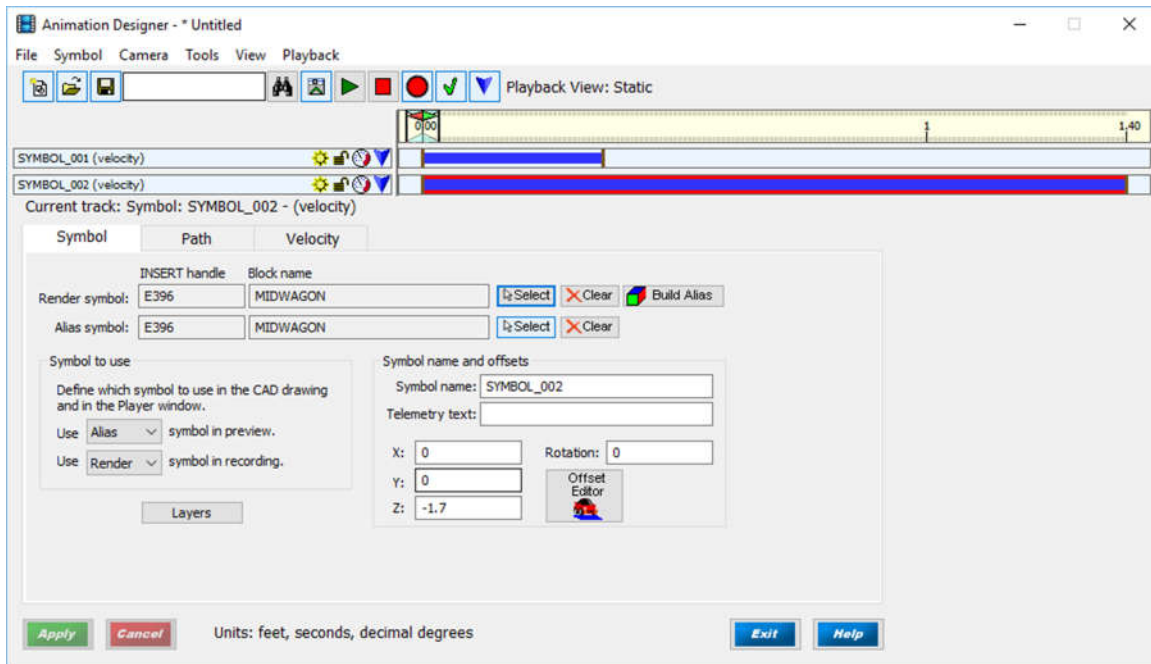 Animation Designer - * Untitled
File Symbol Camera Tools View Playback
Playback View: Static
0.00 1 1.40
SYMBOL_001 (velocity)
SYMBOL_002 (velocity)
Current track: Symbol: SYMBOL_002 - (velocity)
Symbol Path Velocity
INSERT handle Block name
Render symbol: E396 MIDWAGON Select Clear Build Alias
Alias symbol: E396 MIDWAGON Select Clear
Symbol to use
Define which symbol to use in the CAD drawing
and in the Player window.
Use Alias symbol in preview.
Use Render symbol in recording.
Layers
Symbol name and offsets
Symbol name: SYMBOL_002
Telemetry text:
X: 0 Rotation: 0
Y: 0
Z: -1.7
Offset
Editor
Apply Cancel Units: feet, seconds, decimal degrees Exit Help